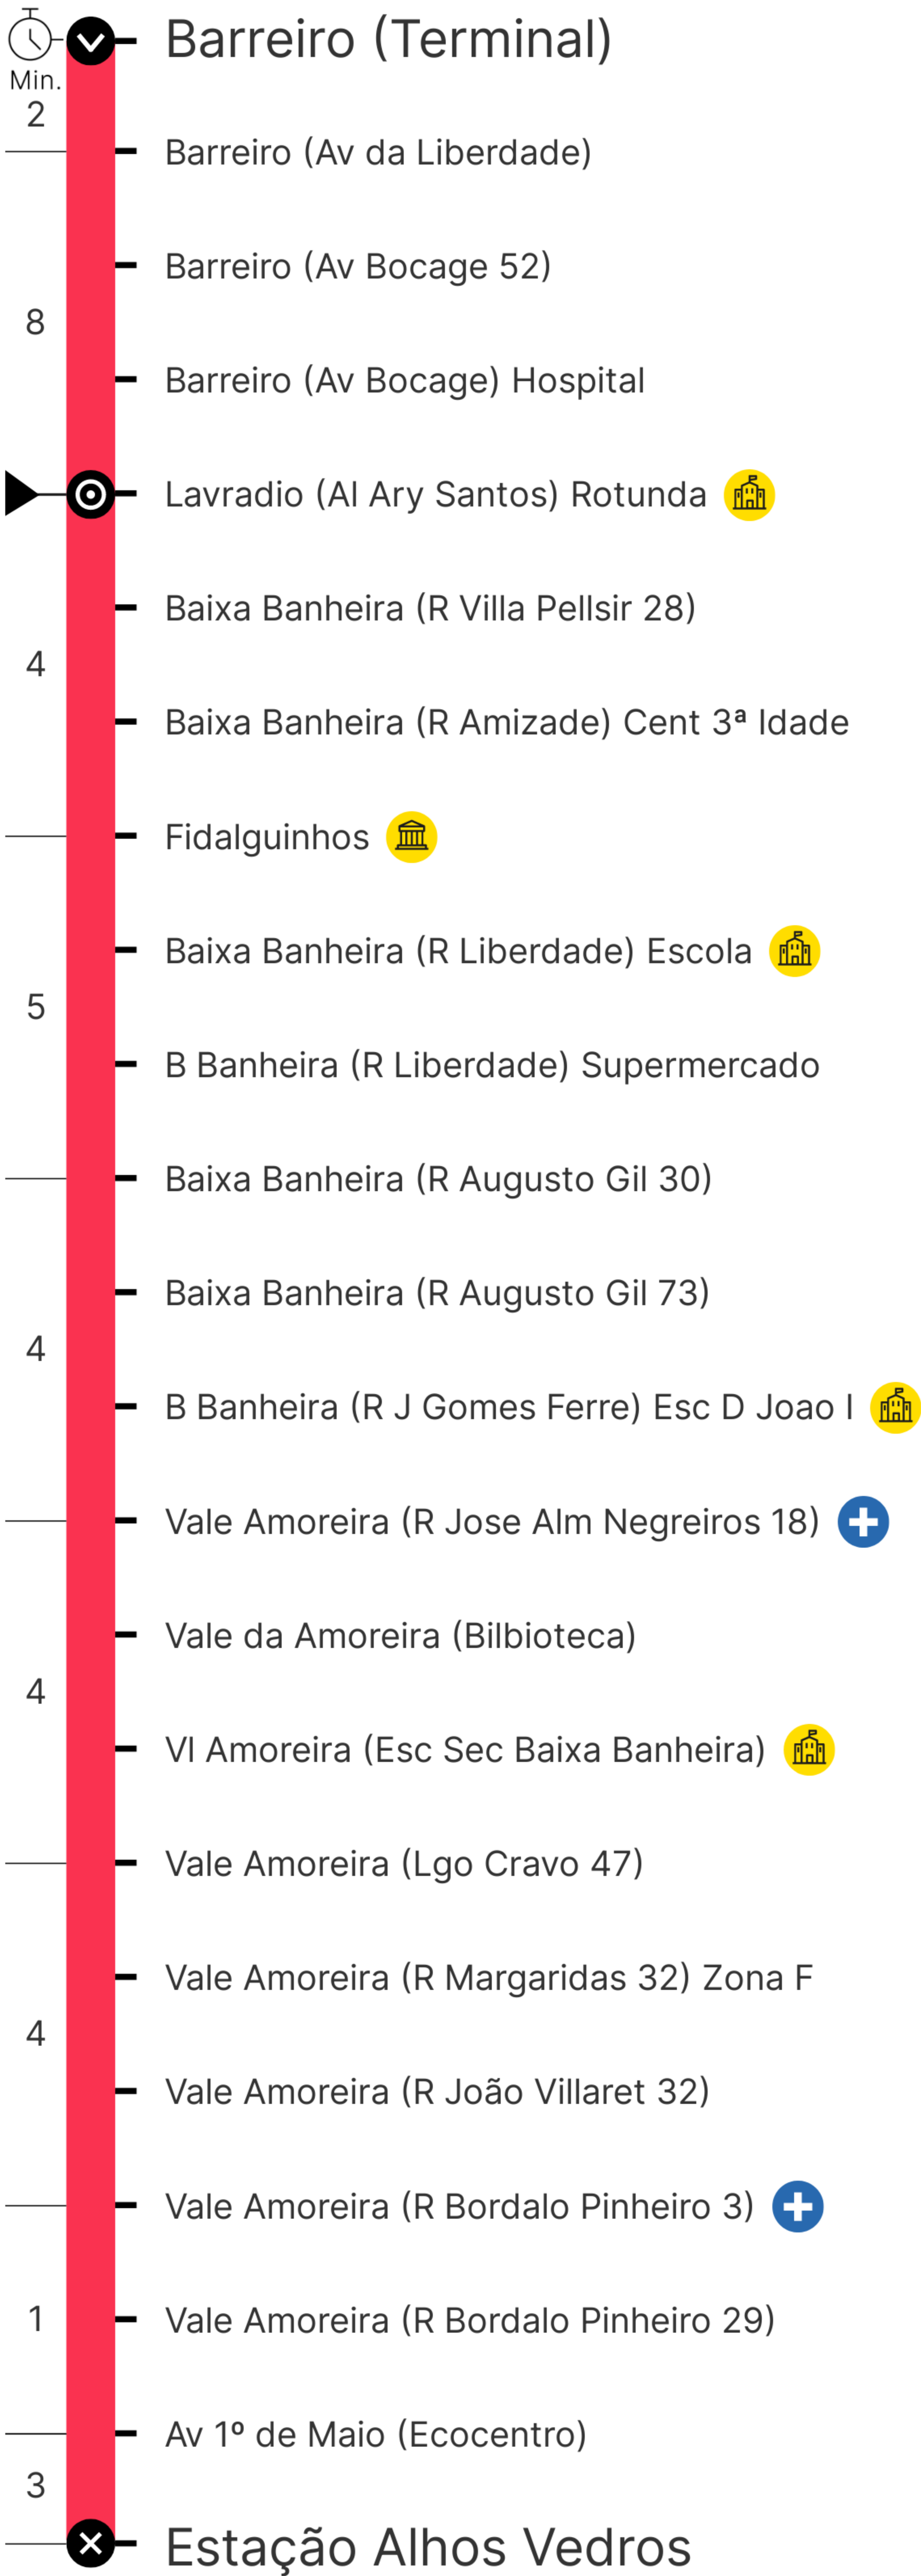 Barreiro (Terminal)
Min.
2
Barreiro (Av da Liberdade)
Barreiro (Av Bocage 52)
8
Barreiro (Av Bocage) Hospital
Lavradio (Al Ary Santos) Rotunda
Baixa Banheira (R Villa Pellsir 28)
4
Baixa Banheira (R Amizade) Cent 3ª Idade
Fidalguinhos
Baixa Banheira (R Liberdade) Escola
5
B Banheira (R Liberdade) Supermercado
Baixa Banheira (R Augusto Gil 30)
Baixa Banheira (R Augusto Gil 73)
4
B Banheira (R J Gomes Ferre) Esc D Joao I
Vale Amoreira (R Jose Alm Negreiros 18)
Vale da Amoreira (Bilbioteca)
4
Vl Amoreira (Esc Sec Baixa Banheira)
Vale Amoreira (Lgo Cravo 47)
Vale Amoreira (R Margaridas 32) Zona F
4
Vale Amoreira (R João Villaret 32)
Vale Amoreira (R Bordalo Pinheiro 3)
1
Vale Amoreira (R Bordalo Pinheiro 29)
Av 1º de Maio (Ecocentro)
3
Estação Alhos Vedros